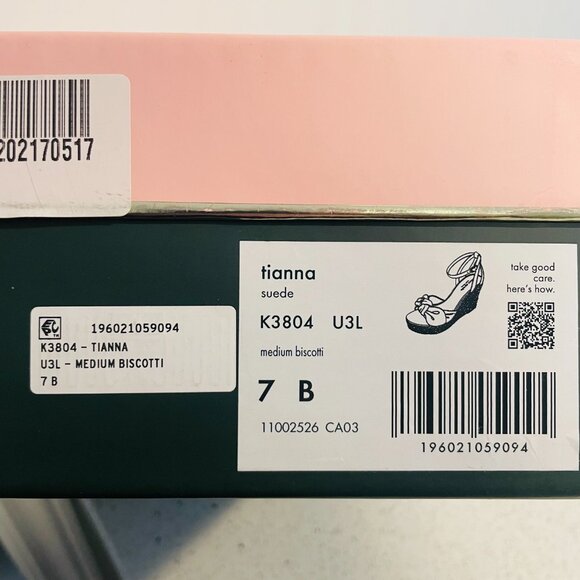 202170517
196021059094
K3804 - TIANNA
U3L - MEDIUM BISCOTTI
7 B
tianna
suede
K3804 U3L
medium biscotti
7 B
11002526 CA03
take good
care.
here's how.
196021059094